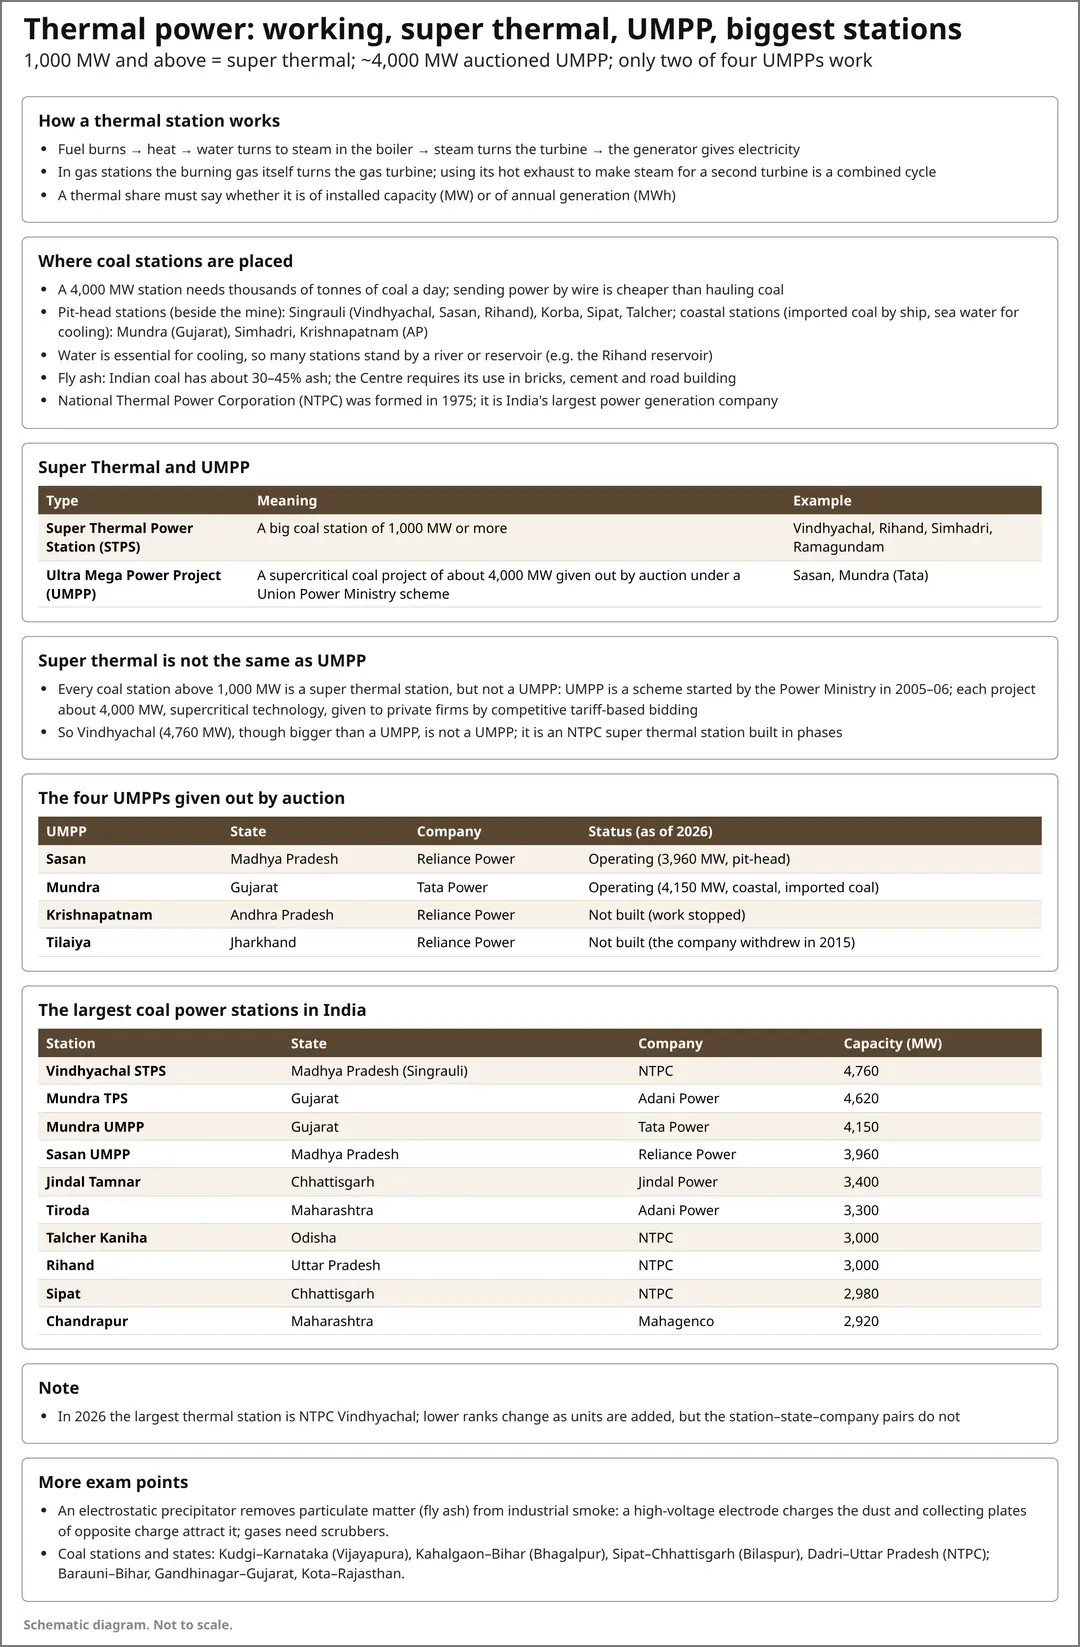 Thermal power: working, super thermal, UMPP, biggest stations
1,000 MW and above = super thermal; ~4,000 MW auctioned UMPP; only two of four UMPPs work
How a thermal station works
• Fuel burns → heat → water turns to steam in the boiler → steam turns the turbine → the generator gives electricity
• In gas stations the burning gas itself turns the gas turbine; using its hot exhaust to make steam for a second turbine is a combined cycle
• A thermal share must say whether it is of installed capacity (MW) or of annual generation (MWh)
Where coal stations are placed
• A 4,000 MW station needs thousands of tonnes of coal a day; sending power by wire is cheaper than hauling coal
• Pit-head stations (beside the mine): Singrauli (Vindhyachal, Sasan, Rihand), Korba, Sipat, Talcher; coastal stations (imported coal by ship, sea water for
cooling): Mundra (Gujarat), Simhadri, Krishnapatnam (AP)
• Water is essential for cooling, so many stations stand by a river or reservoir (e.g. the Rihand reservoir)
• Fly ash: Indian coal has about 30–45% ash; the Centre requires its use in bricks, cement and road building
• National Thermal Power Corporation (NTPC) was formed in 1975; it is India's largest power generation company
Super Thermal and UMPP
Type Meaning Example
Super Thermal Power A big coal station of 1,000 MW or more Vindhyachal, Rihand, Simhadri,
Station (STPS) Ramagundam
Ultra Mega Power Project A supercritical coal project of about 4,000 MW given out by auction under a Sasan, Mundra (Tata)
(UMPP) Union Power Ministry scheme
Super thermal is not the same as UMPP
• Every coal station above 1,000 MW is a super thermal station, but not a UMPP: UMPP is a scheme started by the Power Ministry in 2005–06; each project
about 4,000 MW, supercritical technology, given to private firms by competitive tariff-based bidding
• So Vindhyachal (4,760 MW), though bigger than a UMPP, is not a UMPP; it is an NTPC super thermal station built in phases
The four UMPPs given out by auction
UMPP State Company Status (as of 2026)
Sasan Madhya Pradesh Reliance Power Operating (3,960 MW, pit-head)
Mundra Gujarat Tata Power Operating (4,150 MW, coastal, imported coal)
Krishnapatnam Andhra Pradesh Reliance Power Not built (work stopped)
Tilaiya Jharkhand Reliance Power Not built (the company withdrew in 2015)
The largest coal power stations in India
Station State Company Capacity (MW)
Vindhyachal STPS Madhya Pradesh (Singrauli) NTPC 4,760
Mundra TPS Gujarat Adani Power 4,620
Mundra UMPP Gujarat Tata Power 4,150
Sasan UMPP Madhya Pradesh Reliance Power 3,960
Jindal Tamnar Chhattisgarh Jindal Power 3,400
Tiroda Maharashtra Adani Power 3,300
Talcher Kaniha Odisha NTPC 3,000
Rihand Uttar Pradesh NTPC 3,000
Sipat Chhattisgarh NTPC 2,980
Chandrapur Maharashtra Mahagenco 2,920
Note
• In 2026 the largest thermal station is NTPC Vindhyachal; lower ranks change as units are added, but the station–state–company pairs do not
More exam points
• An electrostatic precipitator removes particulate matter (fly ash) from industrial smoke: a high-voltage electrode charges the dust and collecting plates
of opposite charge attract it; gases need scrubbers.
• Coal stations and states: Kudgi–Karnataka (Vijayapura), Kahalgaon–Bihar (Bhagalpur), Sipat–Chhattisgarh (Bilaspur), Dadri–Uttar Pradesh (NTPC);
Barauni–Bihar, Gandhinagar–Gujarat, Kota–Rajasthan.
Schematic diagram. Not to scale.